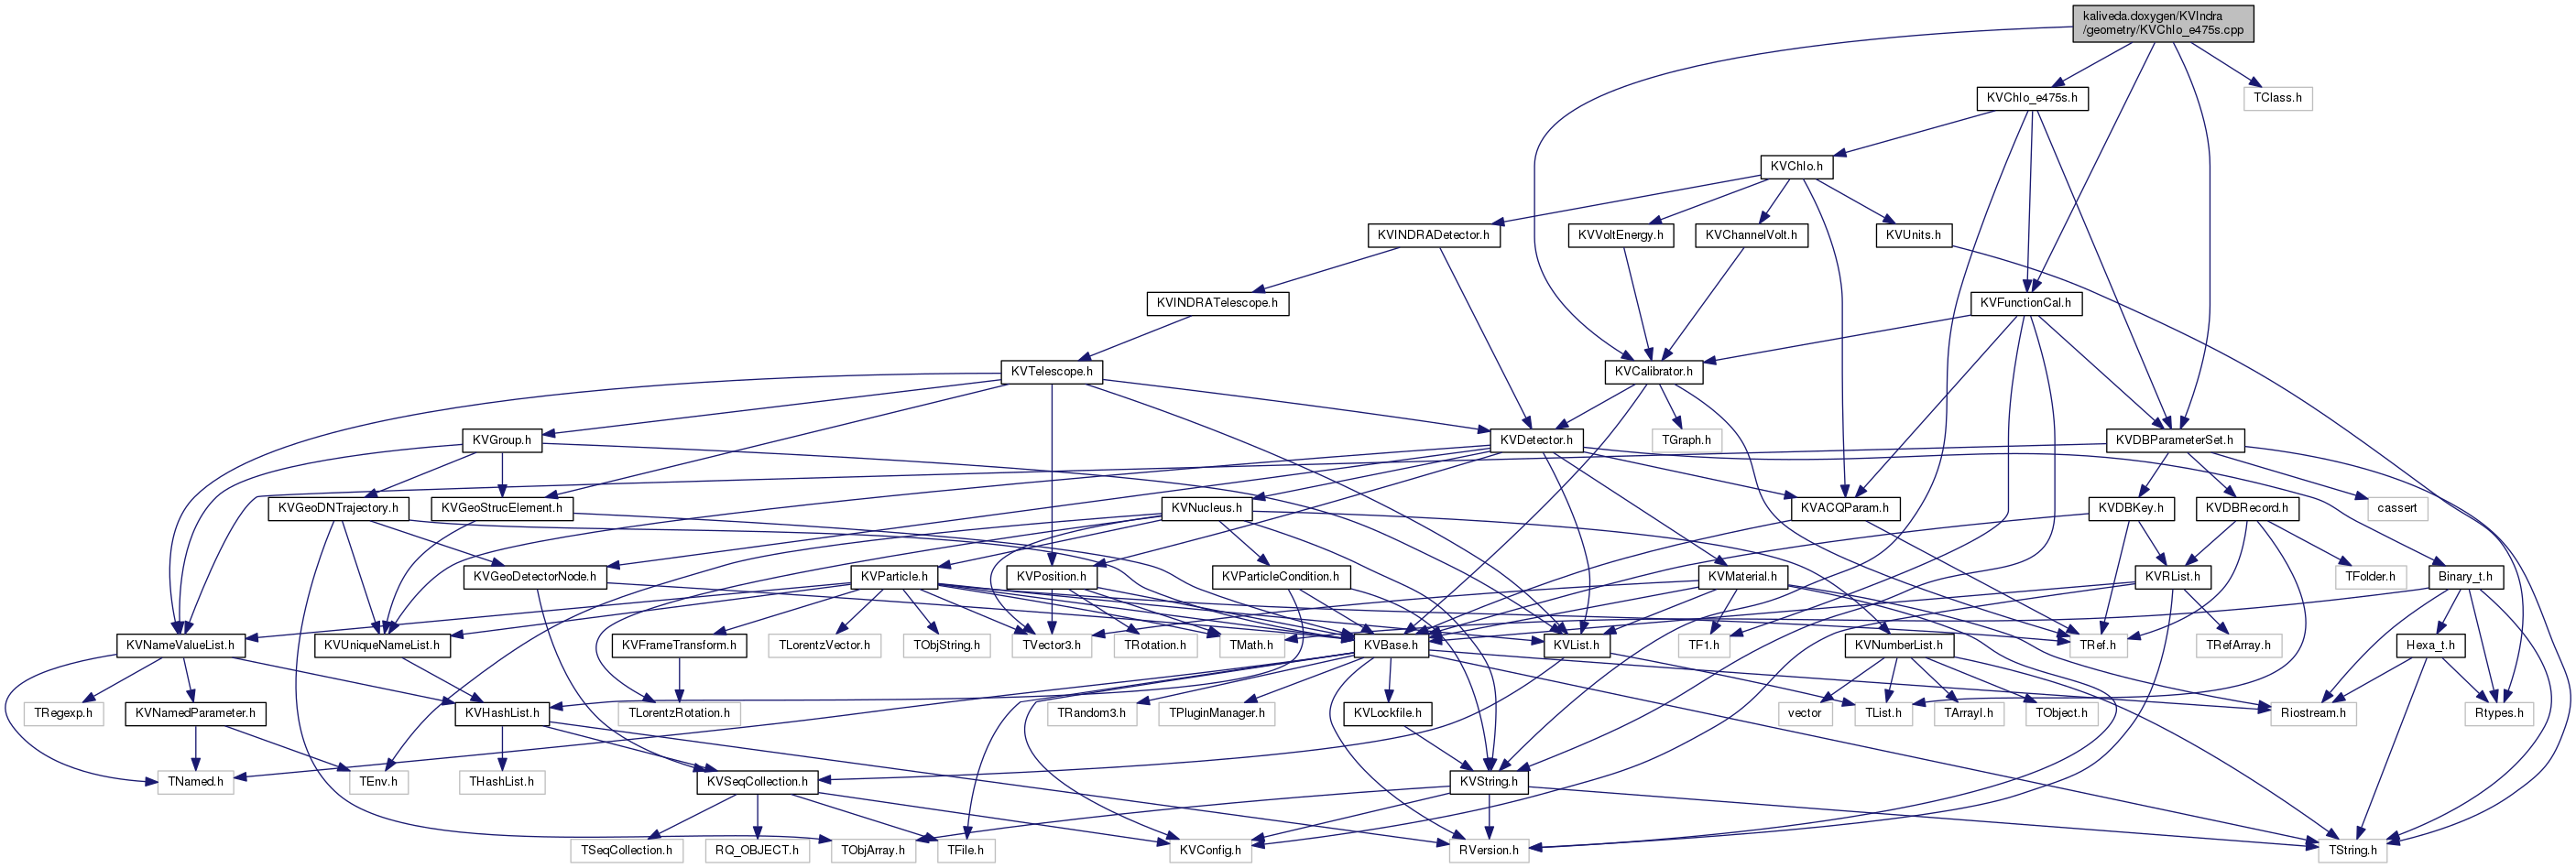 kaliveda.doxygen/KVIndra
/geometry/KVChIo_e475s.cpp
KVChIo_e475s.h
TClass.h
KVChIo.h
KVINDRADetector.h
KVVoltEnergy.h
KVChannelVolt.h
KVUnits.h
KVINDRATelescope.h
KVFunctionCal.h
KVTelescope.h
KVCalibrator.h
KVGroup.h
KVDetector.h
TGraph.h
KVDBParameterSet.h
KVGeoDNTrajectory.h
KVGeoStrucElement.h
KVNucleus.h
KVACQParam.h
KVDBKey.h
KVDBRecord.h
cassert
KVGeoDetectorNode.h
KVParticle.h
KVPosition.h
KVParticleCondition.h
KVMaterial.h
KVRList.h
TFolder.h
Binary_t.h
KVNameValueList.h
KVUniqueNameList.h
KVFrameTransform.h
TLorentzVector.h
TObjString.h
TVector3.h
TRotation.h
TMath.h
KVBase.h
KVList.h
TF1.h
KVNumberList.h
TRef.h
TRefArray.h
Hexa_t.h
TRegexp.h
KVNamedParameter.h
KVHashList.h
TLorentzRotation.h
TRandom3.h
TPluginManager.h
KVLockfile.h
vector
TList.h
TArrayI.h
TObject.h
Riostream.h
Rtypes.h
TNamed.h
TEnv.h
THashList.h
KVSeqCollection.h
KVString.h
TSeqCollection.h
RQ_OBJECT.h
TObjArray.h
TFile.h
KVConfig.h
RVersion.h
TString.h